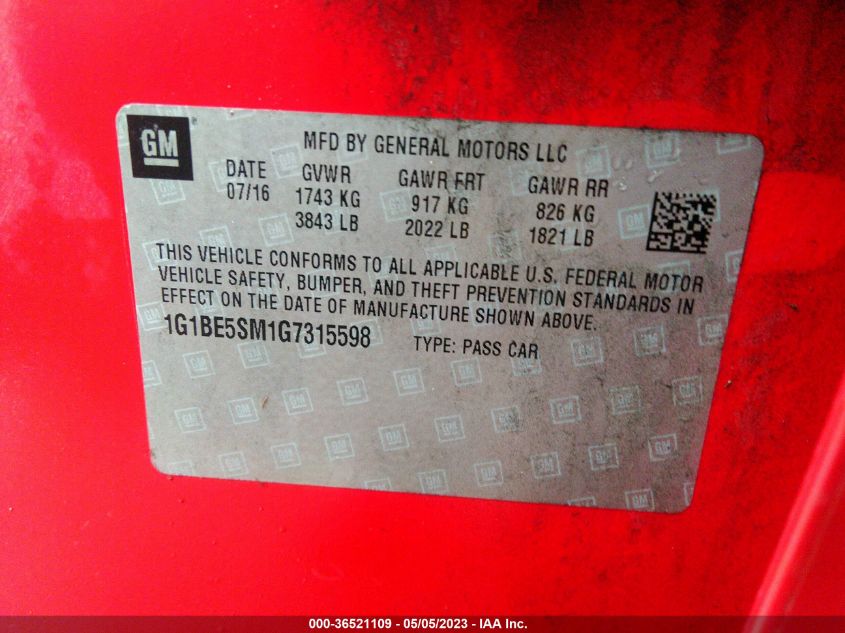 GM
MFD BY GENERAL MOTORS LLC
DATE GVWR GAWR FRT GAWR RR
07/16 1743 KG 917 KG 826 KG
3843 LB 2022 LB 1821 LB
THIS VEHICLE CONFORMS TO ALL APPLICABLE U.S. FEDERAL MOTOR
VEHICLE SAFETY, BUMPER, AND THEFT PREVENTION STANDARDS IN
EFFECT ON THE DATE OF MANUFACTURE SHOWN ABOVE.
1G1BE5SM1G7315598 TYPE: PASS CAR
000-36521109 - 05/05/2023 - IAA Inc.